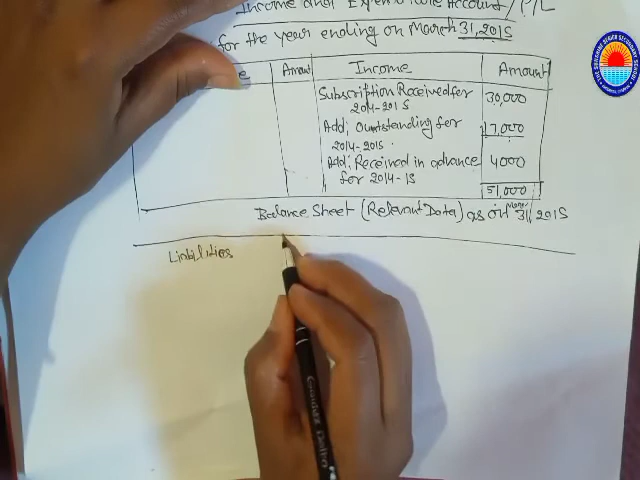 Income and Expenditure Account/P/L
for the year ending on March 31,2015
Amount Income Amount
Subscription Received for 30,000
2014-2015
Add; Outstanding for 17,000
2014-2015.
Add; Received in advance 4000
for 2014-15
51,000
Balance Sheet (Relevant Data) as on March 31, 2015
Liabilities